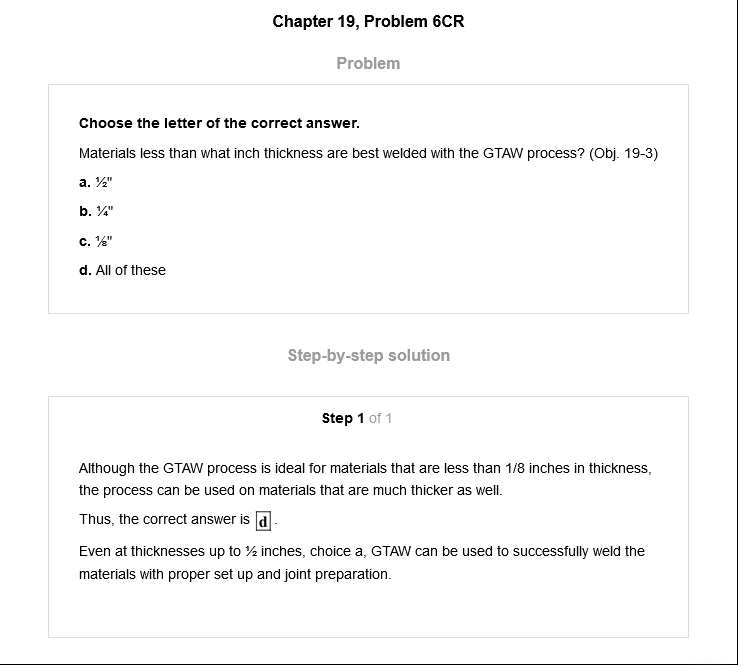 Chapter 19, Problem 6CR
Problem
Choose the letter of the correct answer.
Materials less than what inch thickness are best welded with the GTAW process? (Obj. 19-3)
a. ½"
b. ¼"
c. ⅛"
d. All of these
Step-by-step solution
Step 1 of 1
Although the GTAW process is ideal for materials that are less than 1/8 inches in thickness,
the process can be used on materials that are much thicker as well.
Thus, the correct answer is d.
Even at thicknesses up to ½ inches, choice a, GTAW can be used to successfully weld the
materials with proper set up and joint preparation.